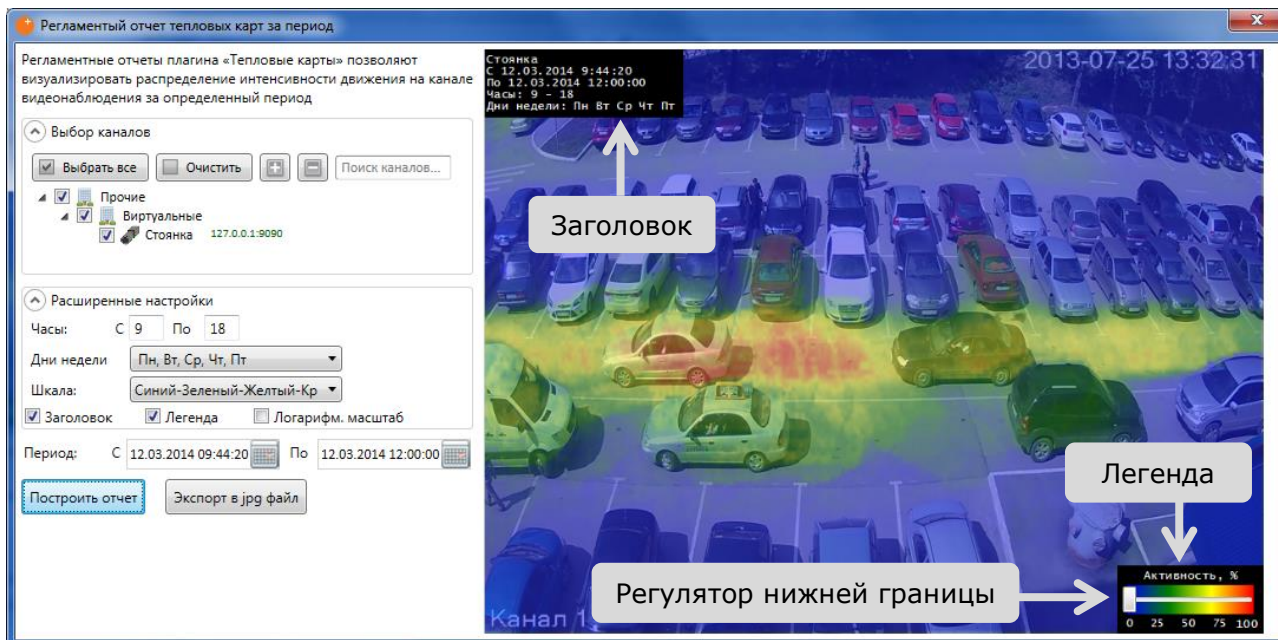 Регламентый отчет тепловых карт за период
Регламентные отчеты плагина «Тепловые карты» позволяют
визуализировать распределение интенсивности движения на канале
видеонаблюдения за определенный период
Выбор каналов
Выбрать все
Очистить
Поиск каналов...
Прочие
Виртуальные
Стоянка 127.0.0.1:9090
Расширенные настройки
Часы: С 9 По 18
Дни недели Пн, Вт, Ср, Чт, Пт
Шкала: Синий-Зеленый-Желтый-Кр
Заголовок Легенда Логарифм. масштаб
Период: С 12.03.2014 09:44:20 По 12.03.2014 12:00:00
Построить отчет Экспорт в jpg файл
Стоянка
С 12.03.2014 9:44:20
По 12.03.2014 12:00:00
Часы: 9 - 18
Дни недели: Пн Вт Ср Чт Пт
2013-07-25 13:32:31
Заголовок
Легенда
Регулятор нижней границы
Активность, %
0 25 50 75 100
Канал 1